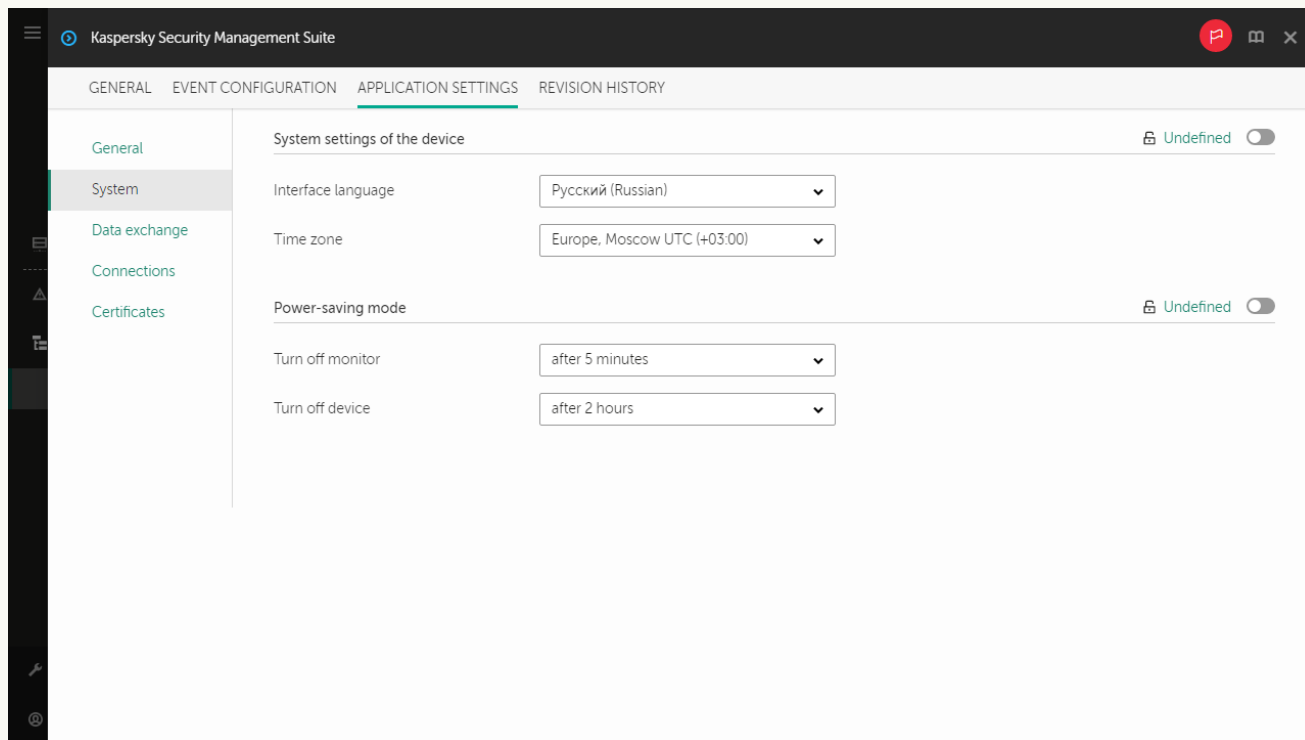 Kaspersky Security Management Suite
GENERAL EVENT CONFIGURATION APPLICATION SETTINGS REVISION HISTORY
General
System
Data exchange
Connections
Certificates
System settings of the device Undefined
Interface language Русский (Russian)
Time zone Europe, Moscow UTC (+03:00)
Power-saving mode Undefined
Turn off monitor after 5 minutes
Turn off device after 2 hours